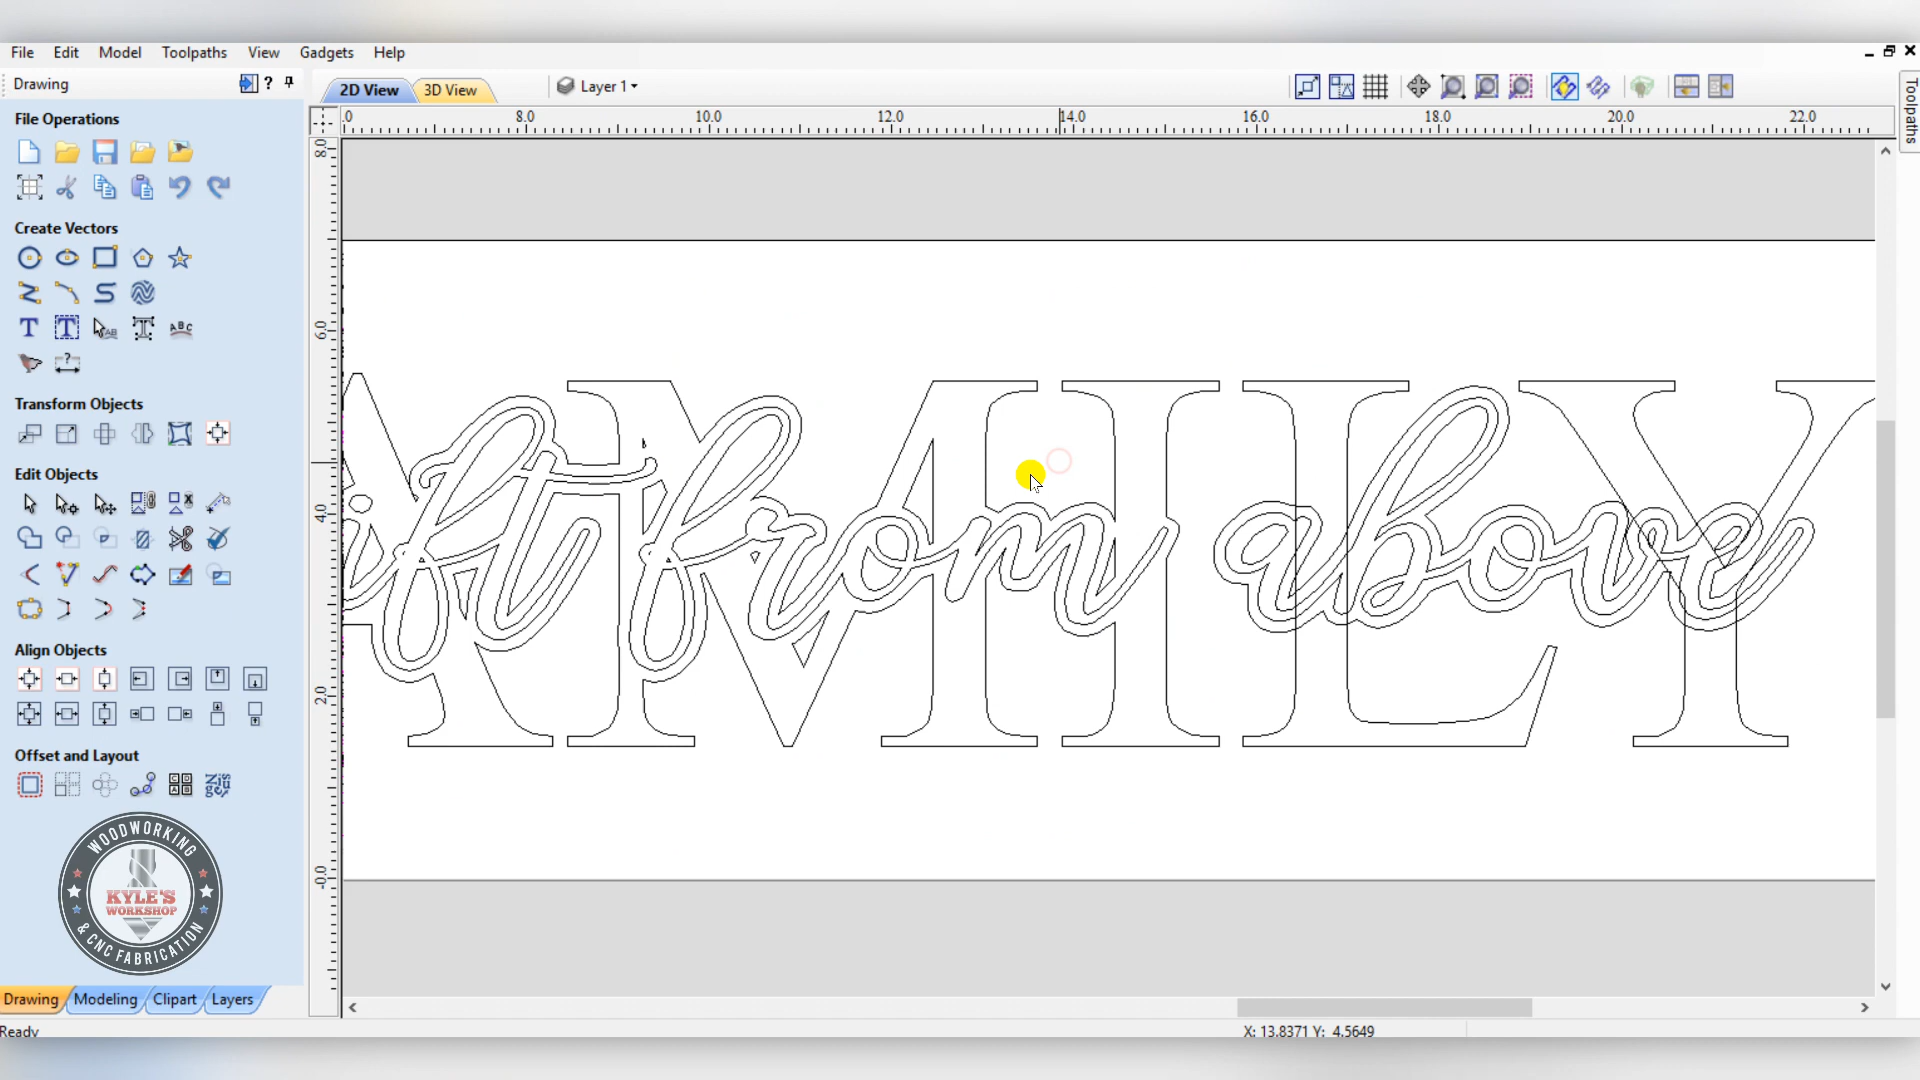 File Edit Model Toolpaths View Gadgets Help
Drawing
2D View 3D View Layer 1
Toolpaths
File Operations
.0 8.0 10.0 12.0 14.0 16.0 18.0 20.0 22.0
8.0
6.0
4.0
2.0
-0.0
Create Vectors
Transform Objects
Edit Objects
Align Objects
Offset and Layout
AMILY
ift from above
WOODWORKING
KYLE'S
WORKSHOP
& CNC FABRICATION
Drawing Modeling Clipart Layers
Ready
X: 13.8371 Y: 4.5649